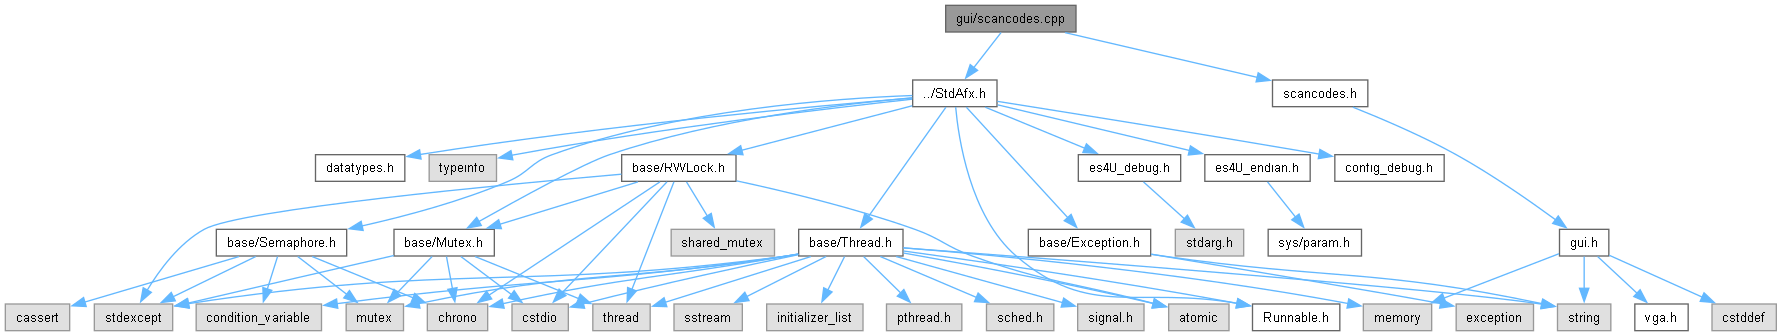 gui/scancodes.cpp
../StdAfx.h
scancodes.h
datatypes.h
typeinfo
base/RWLock.h
es4U_debug.h
es4U_endian.h
config_debug.h
base/Semaphore.h
base/Mutex.h
shared_mutex
base/Thread.h
base/Exception.h
stdarg.h
sys/param.h
gui.h
cassert
stdexcept
condition_variable
mutex
chrono
cstdio
thread
sstream
initializer_list
pthread.h
sched.h
signal.h
atomic
Runnable.h
memory
exception
string
vga.h
cstddef